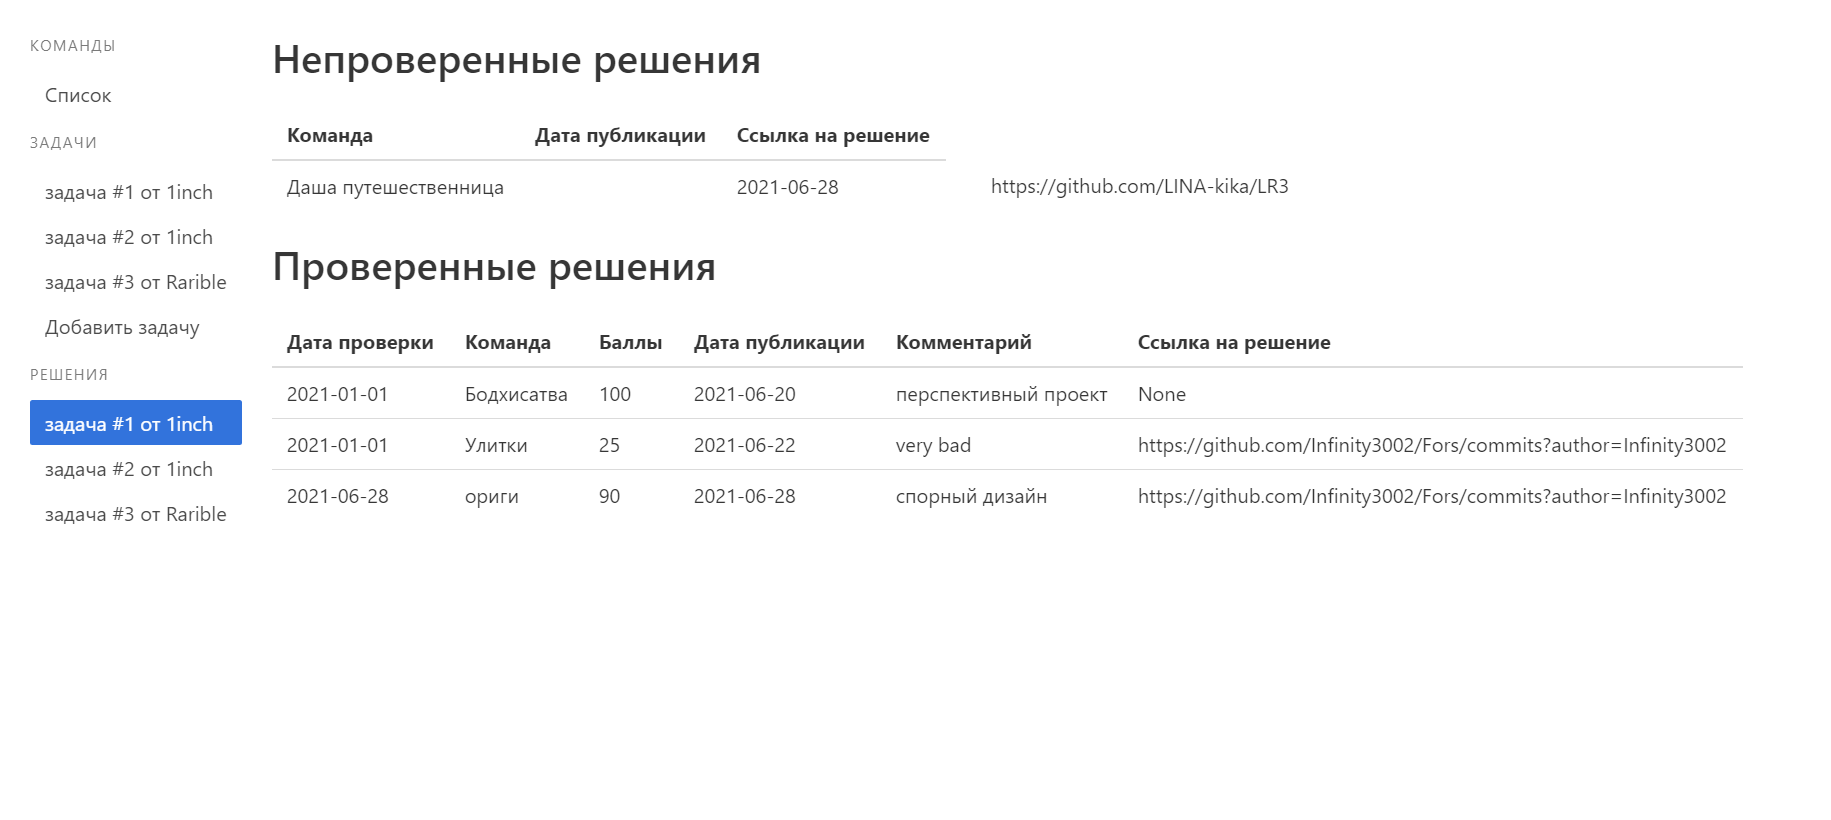 КОМАНДЫ
Список
ЗАДАЧИ
задача #1 от 1inch
задача #2 от 1inch
задача #3 от Rarible
Добавить задачу
РЕШЕНИЯ
задача #1 от 1inch
задача #2 от 1inch
задача #3 от Rarible
Непроверенные решения
Команда Дата публикации Ссылка на решение
Даша путешественница 2021-06-28 https://github.com/LINA-kika/LR3
Проверенные решения
Дата проверки Команда Баллы Дата публикации Комментарий Ссылка на решение
2021-01-01 Бодхисатва 100 2021-06-20 перспективный проект None
2021-01-01 Улитки 25 2021-06-22 very bad https://github.com/Infinity3002/Fors/commits?author=Infinity3002
2021-06-28 ориги 90 2021-06-28 спорный дизайн https://github.com/Infinity3002/Fors/commits?author=Infinity3002